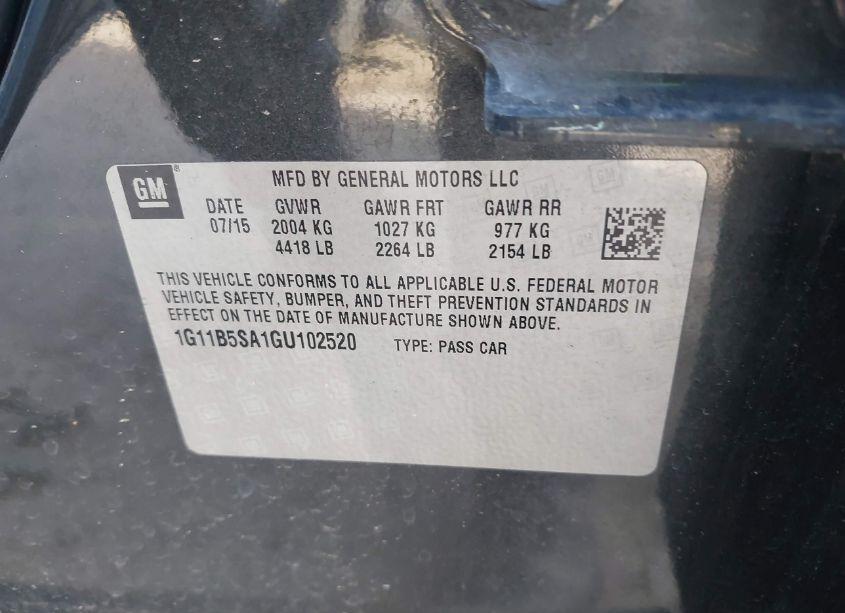 GM
MFD BY GENERAL MOTORS LLC
DATE GVWR GAWR FRT GAWR RR
07/15 2004 KG 1027 KG 977 KG
4418 LB 2264 LB 2154 LB
THIS VEHICLE CONFORMS TO ALL APPLICABLE U.S. FEDERAL MOTOR
VEHICLE SAFETY, BUMPER, AND THEFT PREVENTION STANDARDS IN
EFFECT ON THE DATE OF MANUFACTURE SHOWN ABOVE.
1G11B5SA1GU102520 TYPE: PASS CAR